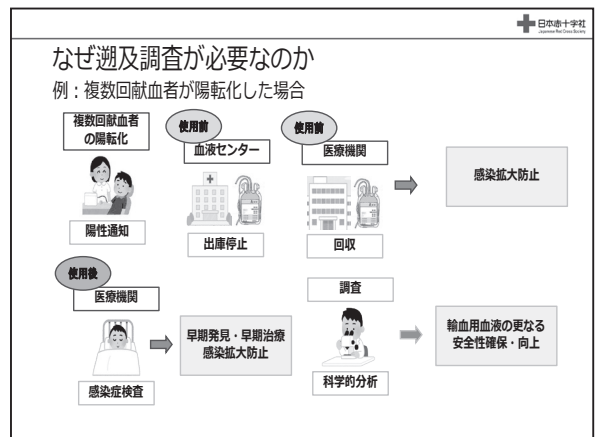 日本赤十字社
Japanese Red Cross Society
なぜ遡及調査が必要なのか
例：複数回献血者が陽転化した場合
複数回献血者
の陽転化
陽性通知
使用前
血液センター
出庫停止
使用前
医療機関
回収
感染拡大防止
使用後
医療機関
感染症検査
早期発見・早期治療
感染拡大防止
調査
科学的分析
輸血用血液の更なる
安全性確保・向上